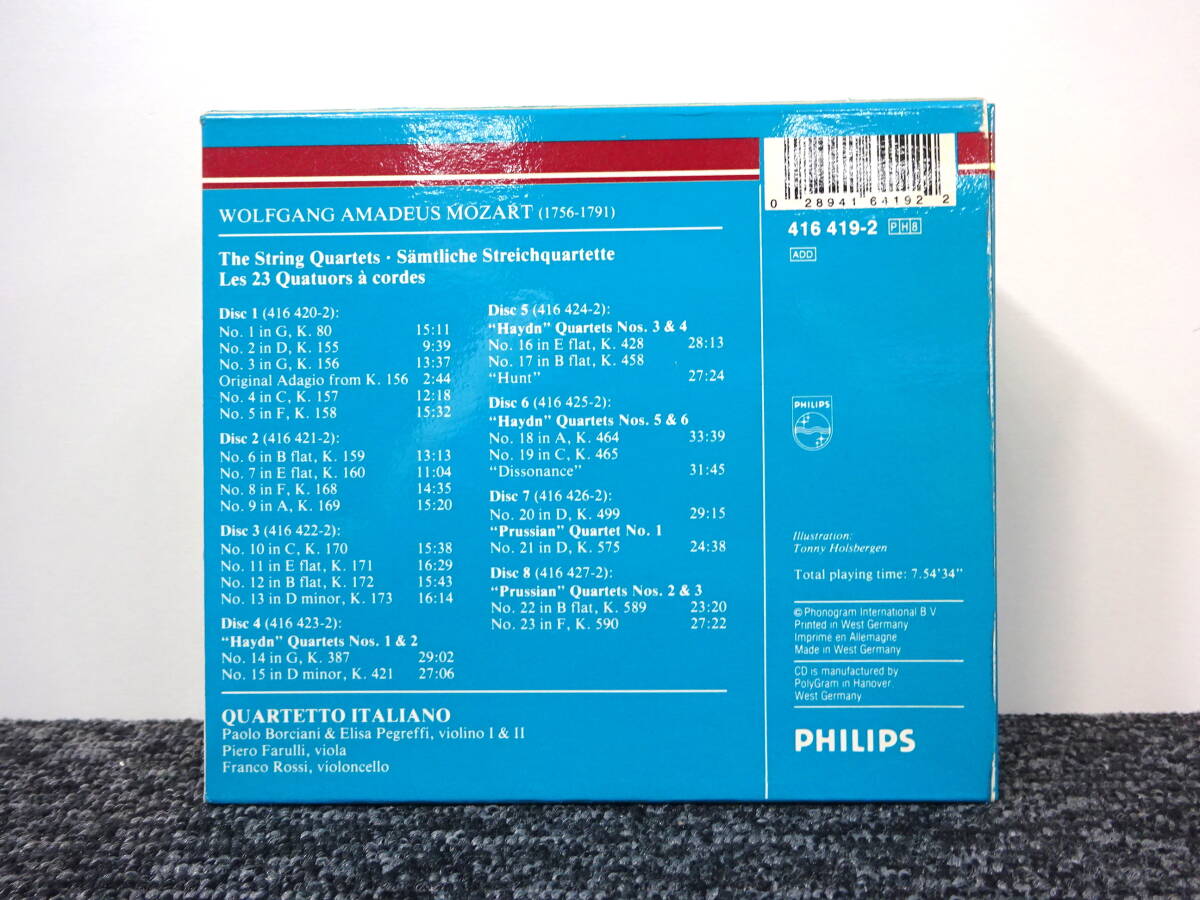 WOLFGANG AMADEUS MOZART (1756-1791)
The String Quartets · Sämtliche Streichquartette
Les 23 Quatuors à cordes
Disc 1 (416 420-2):
No. 1 in G, K. 80 15:11
No. 2 in D, K. 155 9:39
No. 3 in G, K. 156 13:37
Original Adagio from K. 156 2:44
No. 4 in C, K. 157 12:18
No. 5 in F, K. 158 15:32
Disc 2 (416 421-2):
No. 6 in B flat, K. 159 13:13
No. 7 in E flat, K. 160 11:04
No. 8 in F, K. 168 14:35
No. 9 in A, K. 169 15:20
Disc 3 (416 422-2):
No. 10 in C, K. 170 15:38
No. 11 in E flat, K. 171 16:29
No. 12 in B flat, K. 172 15:43
No. 13 in D minor, K. 173 16:14
Disc 4 (416 423-2):
“Haydn” Quartets Nos. 1 & 2
No. 14 in G, K. 387 29:02
No. 15 in D minor, K. 421 27:06
Disc 5 (416 424-2):
“Haydn” Quartets Nos. 3 & 4
No. 16 in E flat, K. 428 28:13
No. 17 in B flat, K. 458
“Hunt” 27:24
Disc 6 (416 425-2):
“Haydn” Quartets Nos. 5 & 6
No. 18 in A, K. 464 33:39
No. 19 in C, K. 465
“Dissonance” 31:45
Disc 7 (416 426-2):
No. 20 in D, K. 499 29:15
“Prussian” Quartet No. 1
No. 21 in D, K. 575 24:38
Disc 8 (416 427-2):
“Prussian” Quartets Nos. 2 & 3
No. 22 in B flat, K. 589 23:20
No. 23 in F, K. 590 27:22
QUARTETTO ITALIANO
Paolo Borciani & Elisa Pegreffi, violino I & II
Piero Farulli, viola
Franco Rossi, violoncello
0 28941 64192 2
416 419-2 PH8
ADD
PHILIPS
Illustration:
Tonny Holsbergen
Total playing time: 7.54'34"
© Phonogram International B V
Printed in West Germany
Imprimé en Allemagne
Made in West Germany
CD is manufactured by
PolyGram in Hanover,
West Germany
PHILIPS